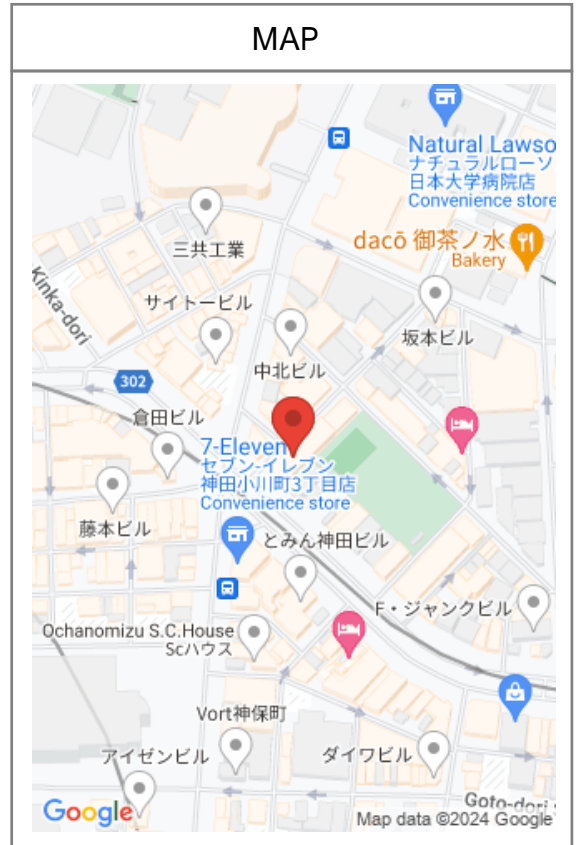 MAP
Natural Lawso
ナチュラルローソ
日本大学病院店
Convenience store
dacō 御茶ノ水
Bakery
三共工業
Kinka-dori
サイトービル
坂本ビル
中北ビル
302
倉田ビル
7-Eleven
セブン-イレブン
神田小川町3丁目店
Convenience store
藤本ビル
とみん神田ビル
F・ジャンクビル
Ochanomizu S.C.House
Scハウス
Vort神保町
アイゼンビル
ダイワビル
Goto-dori
Google
Map data ©2024 Google